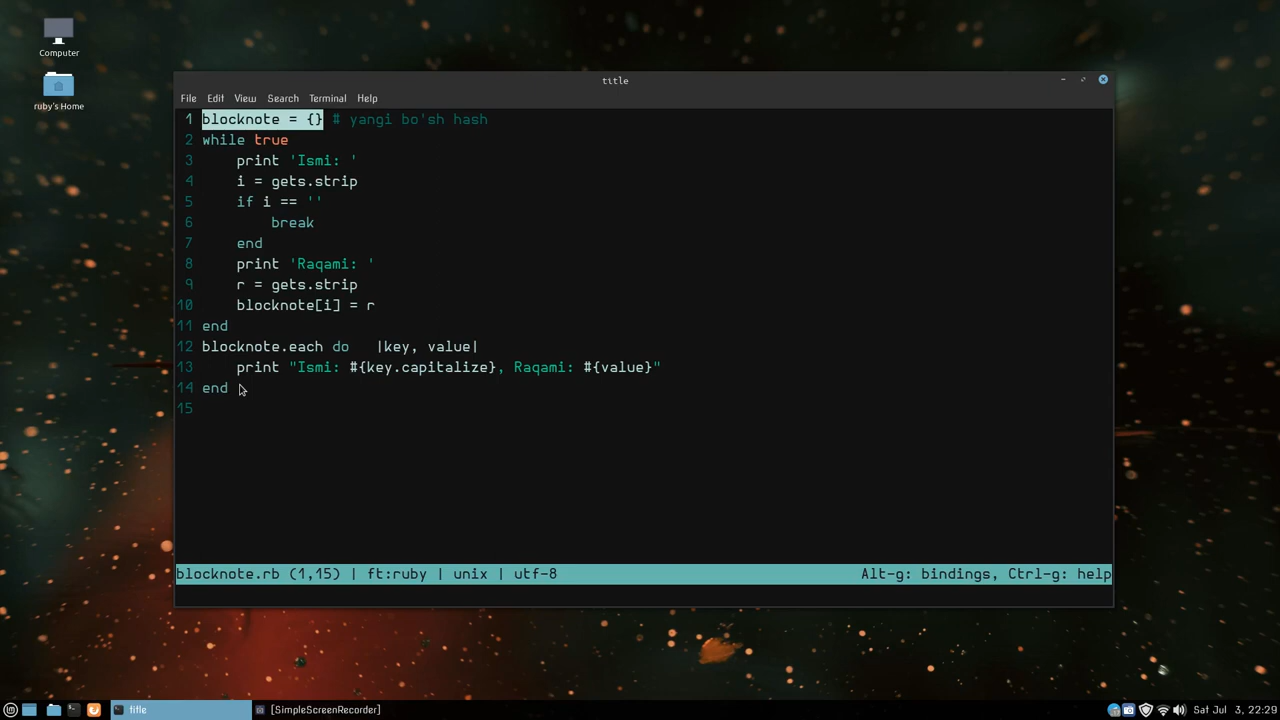 Computer
ruby's Home
title
File Edit View Search Terminal Help
1 blocknote = {} # yangi bo'sh hash
2 while true
3     print 'Ismi: '
4     i = gets.strip
5     if i == ''
6         break
7     end
8     print 'Raqami: '
9     r = gets.strip
10     blocknote[i] = r
11 end
12 blocknote.each do   |key, value|
13     print "Ismi: #{key.capitalize}, Raqami: #{value}"
14 end
15
blocknote.rb (1,15) | ft:ruby | unix | utf-8 Alt-g: bindings, Ctrl-g: help
title [SimpleScreenRecorder] Sat Jul 3, 22:29